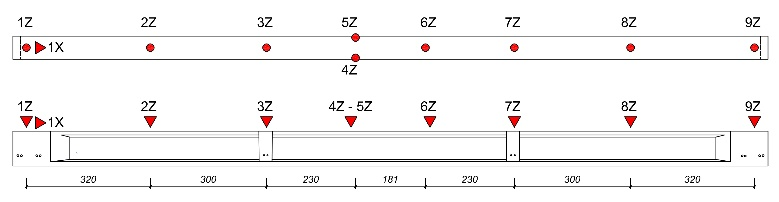 1Z 2Z 3Z 5Z 6Z 7Z 8Z 9Z
1X
4Z
1Z 2Z 3Z 4Z - 5Z 6Z 7Z 8Z 9Z
1X
320 300 230 181 230 300 320